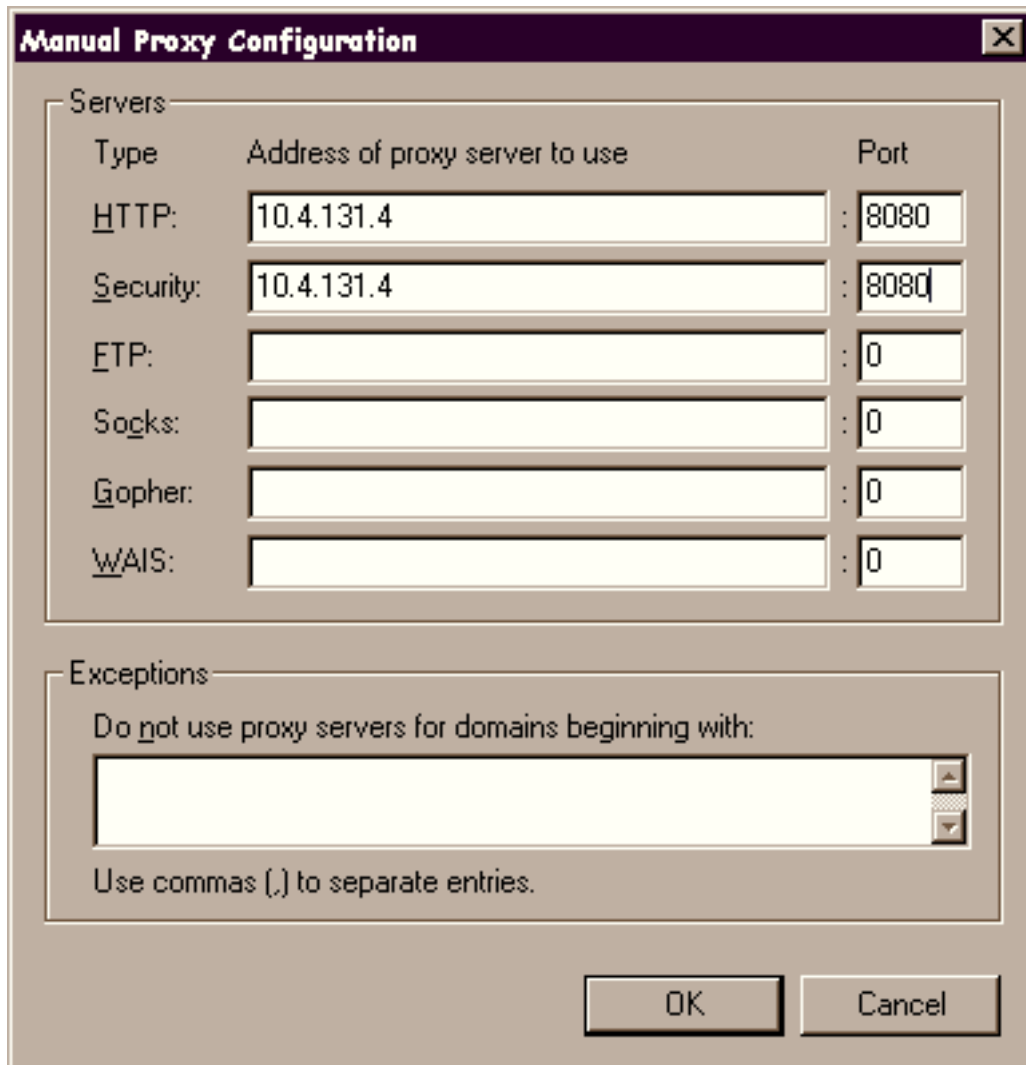 Manual Proxy Configuration
Servers
Type Address of proxy server to use Port
HTTP: 10.4.131.4 : 8080
Security: 10.4.131.4 : 8080
FTP: : 0
Socks: : 0
Gopher: : 0
WAIS: : 0
Exceptions
Do not use proxy servers for domains beginning with:
Use commas (,) to separate entries.
OK Cancel